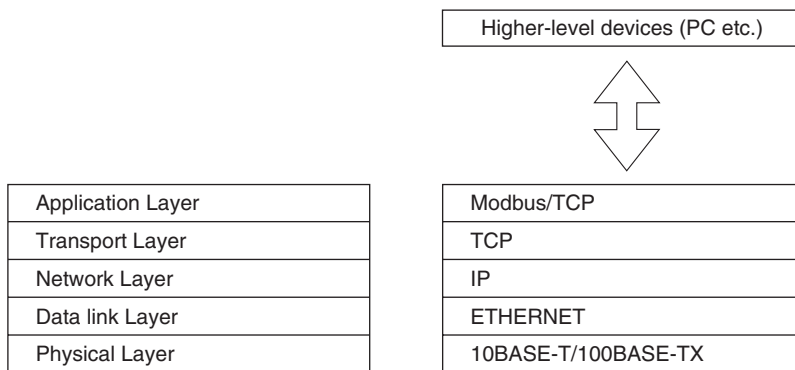 Higher-level devices (PC etc.)
Application Layer
Modbus/TCP
Transport Layer
TCP
Network Layer
IP
Data link Layer
ETHERNET
Physical Layer
10BASE-T/100BASE-TX